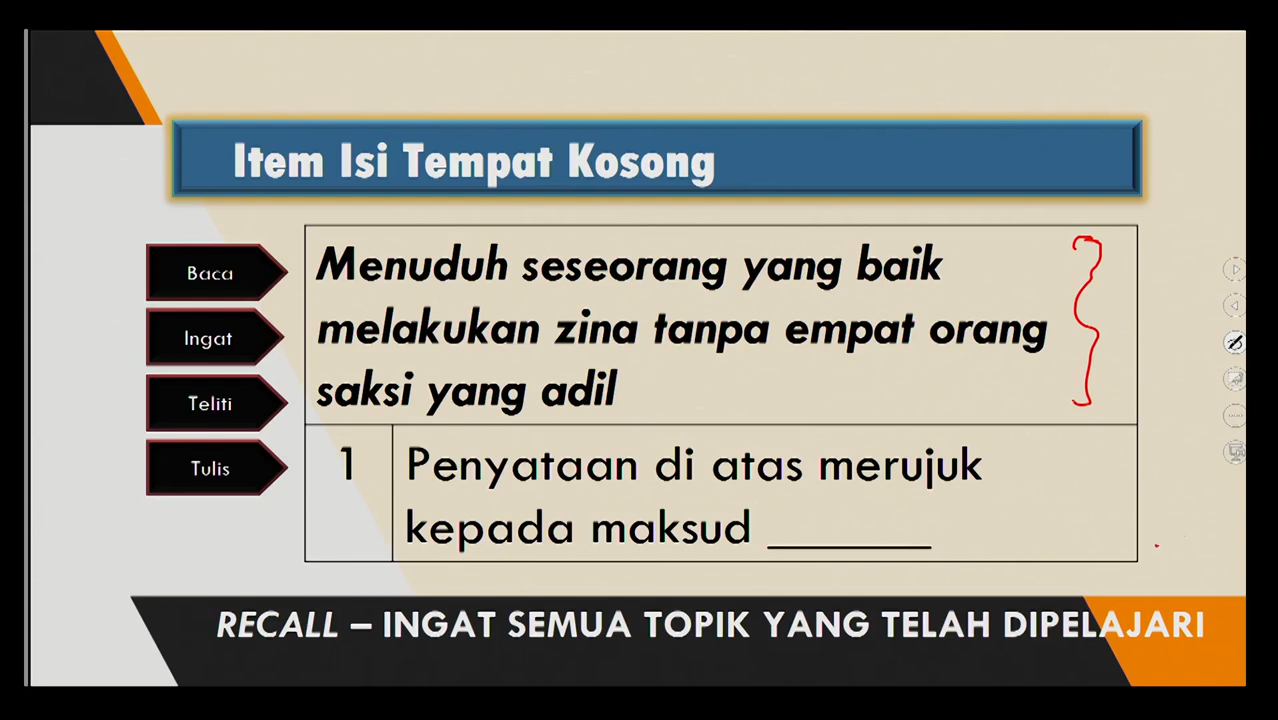 Item Isi Tempat Kosong
Baca
Ingat
Teliti
Tulis
Menuduh seseorang yang baik
melakukan zina tanpa empat orang
saksi yang adil
1 Penyataan di atas merujuk
kepada maksud ________
RECALL – INGAT SEMUA TOPIK YANG TELAH DIPELAJARI